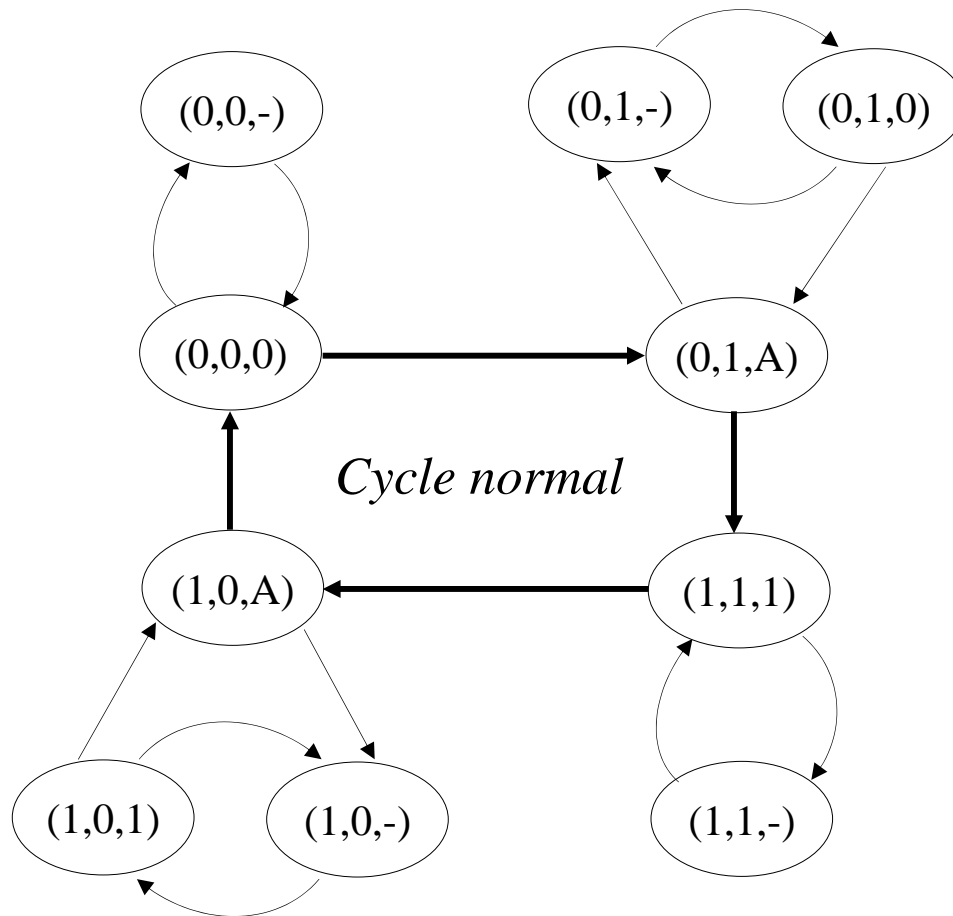 (0,0,-)
(0,1,-)
(0,1,0)
(0,0,0)
(0,1,A)
Cycle normal
(1,0,A)
(1,1,1)
(1,0,1)
(1,0,-)
(1,1,-)